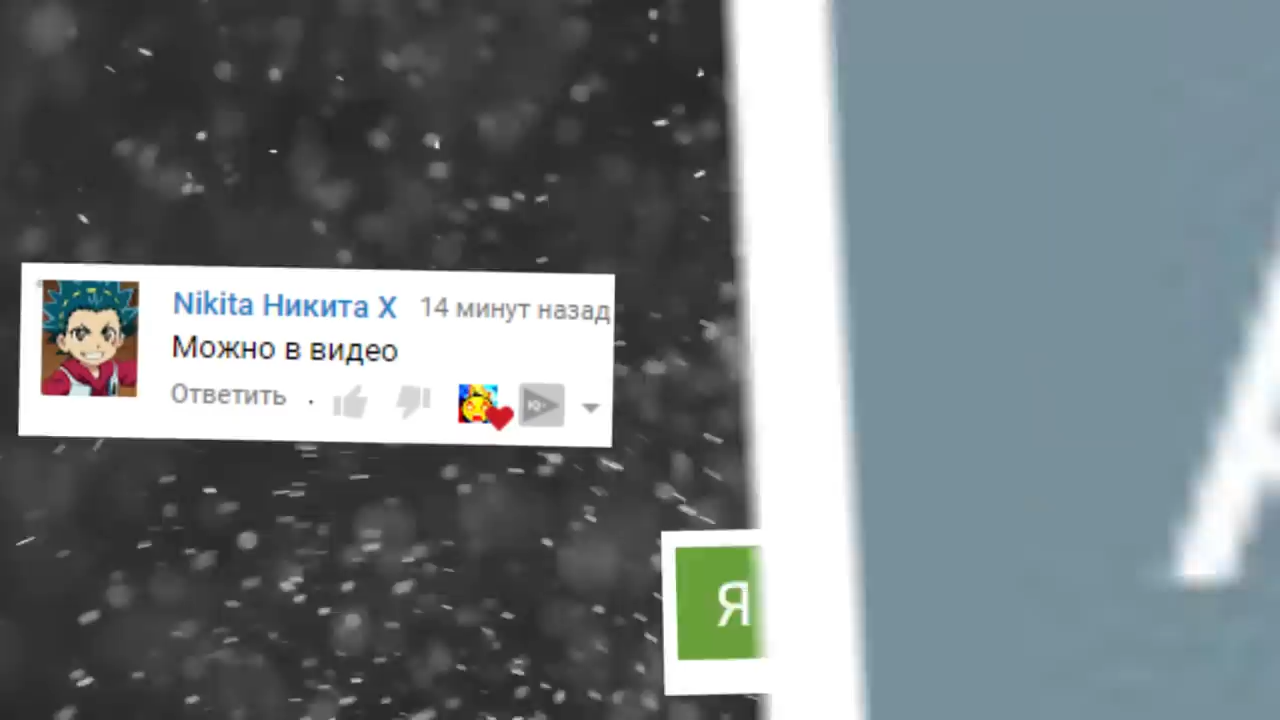 Nikita Никита X 14 минут назад
Можно в видео
Ответить ·
Я